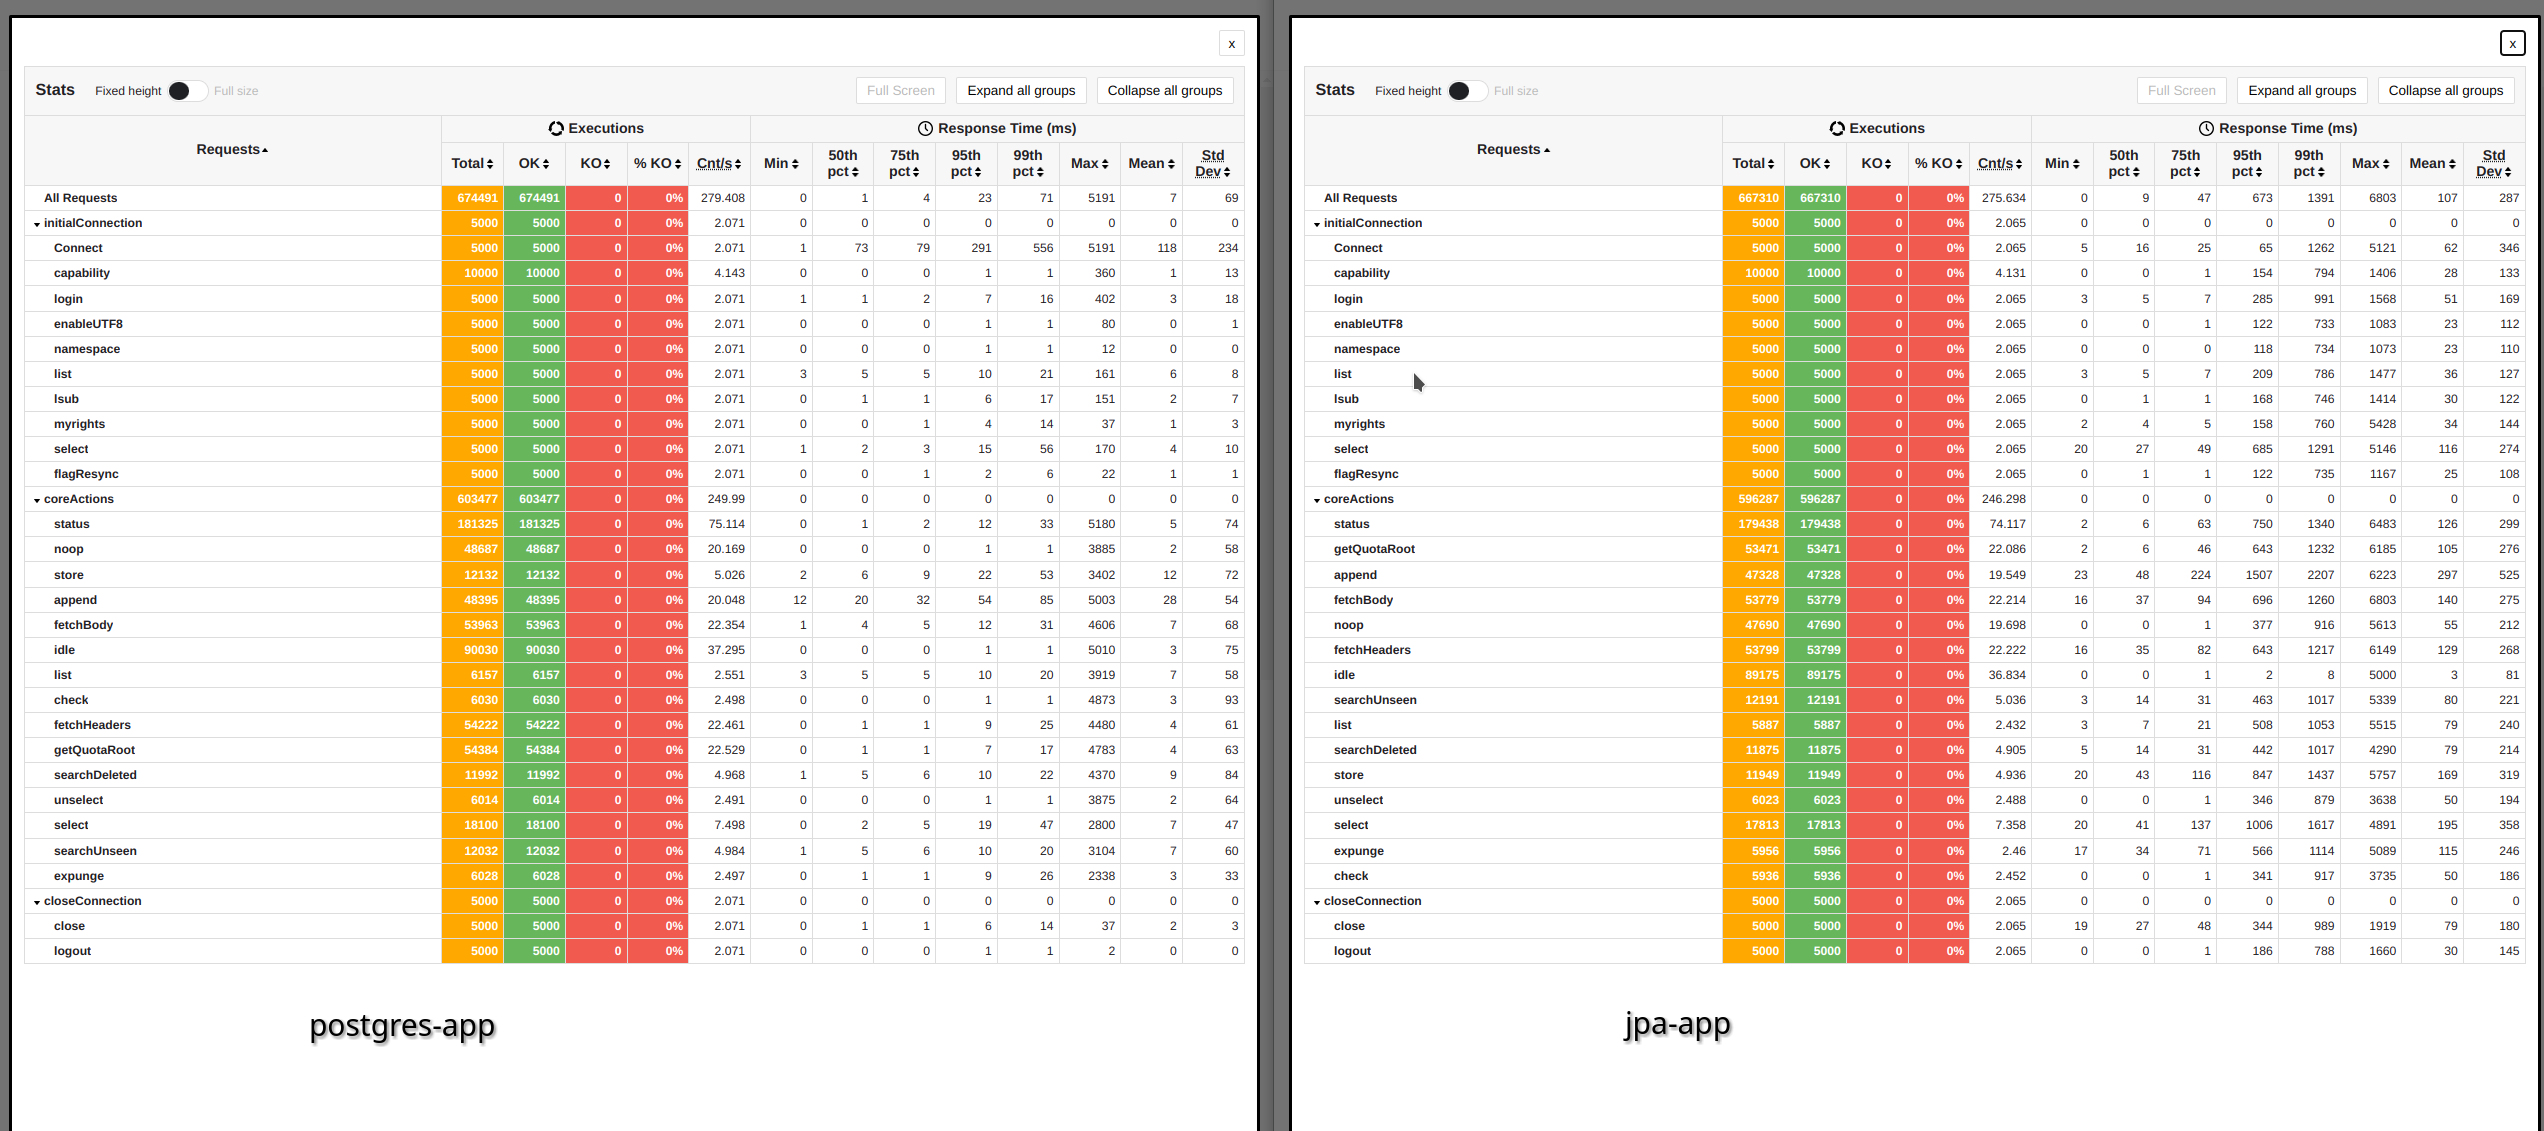 x
Stats Fixed height Full size Full Screen Expand all groups Collapse all groups
Requests Executions Response Time (ms)
Total OK KO % KO Cnt/s Min 50th pct 75th pct 95th pct 99th pct Max Mean Std Dev
All Requests 674491 674491 0 0% 279.408 0 1 4 23 71 5191 7 69
initialConnection 5000 5000 0 0% 2.071 0 0 0 0 0 0 0 0
Connect 5000 5000 0 0% 2.071 1 73 79 291 556 5191 118 234
capability 10000 10000 0 0% 4.143 0 0 0 1 1 360 1 13
login 5000 5000 0 0% 2.071 1 1 2 7 16 402 3 18
enableUTF8 5000 5000 0 0% 2.071 0 0 0 1 1 80 0 1
namespace 5000 5000 0 0% 2.071 0 0 0 1 1 12 0 0
list 5000 5000 0 0% 2.071 3 5 5 10 21 161 6 8
lsub 5000 5000 0 0% 2.071 0 1 1 6 17 151 2 7
myrights 5000 5000 0 0% 2.071 0 0 1 4 14 37 1 3
select 5000 5000 0 0% 2.071 1 2 3 15 56 170 4 10
flagResync 5000 5000 0 0% 2.071 0 0 1 2 6 22 1 1
coreActions 603477 603477 0 0% 249.99 0 0 0 0 0 0 0 0
status 181325 181325 0 0% 75.114 0 1 2 12 33 5180 5 74
noop 48687 48687 0 0% 20.169 0 0 0 1 1 3885 2 58
store 12132 12132 0 0% 5.026 2 6 9 22 53 3402 12 72
append 48395 48395 0 0% 20.048 12 20 32 54 85 5003 28 54
fetchBody 53963 53963 0 0% 22.354 1 4 5 12 31 4606 7 68
idle 90030 90030 0 0% 37.295 0 0 0 1 1 5010 3 75
list 6157 6157 0 0% 2.551 3 5 5 10 20 3919 7 58
check 6030 6030 0 0% 2.498 0 0 0 1 1 4873 3 93
fetchHeaders 54222 54222 0 0% 22.461 0 1 1 9 25 4480 4 61
getQuotaRoot 54384 54384 0 0% 22.529 0 1 1 7 17 4783 4 63
searchDeleted 11992 11992 0 0% 4.968 1 5 6 10 22 4370 9 84
unselect 6014 6014 0 0% 2.491 0 0 0 1 1 3875 2 64
select 18100 18100 0 0% 7.498 0 2 5 19 47 2800 7 47
searchUnseen 12032 12032 0 0% 4.984 1 5 6 10 20 3104 7 60
expunge 6028 6028 0 0% 2.497 0 1 1 9 26 2338 3 33
closeConnection 5000 5000 0 0% 2.071 0 0 0 0 0 0 0 0
close 5000 5000 0 0% 2.071 0 1 1 6 14 37 2 3
logout 5000 5000 0 0% 2.071 0 0 0 1 1 2 0 0
postgres-app
x
Stats Fixed height Full size Full Screen Expand all groups Collapse all groups
Requests Executions Response Time (ms)
Total OK KO % KO Cnt/s Min 50th pct 75th pct 95th pct 99th pct Max Mean Std Dev
All Requests 667310 667310 0 0% 275.634 0 9 47 673 1391 6803 107 287
initialConnection 5000 5000 0 0% 2.065 0 0 0 0 0 0 0 0
Connect 5000 5000 0 0% 2.065 5 16 25 65 1262 5121 62 346
capability 10000 10000 0 0% 4.131 0 0 1 154 794 1406 28 133
login 5000 5000 0 0% 2.065 3 5 7 285 991 1568 51 169
enableUTF8 5000 5000 0 0% 2.065 0 0 1 122 733 1083 23 112
namespace 5000 5000 0 0% 2.065 0 0 0 118 734 1073 23 110
list 5000 5000 0 0% 2.065 3 5 7 209 786 1477 36 127
lsub 5000 5000 0 0% 2.065 0 1 1 168 746 1414 30 122
myrights 5000 5000 0 0% 2.065 2 4 5 158 760 5428 34 144
select 5000 5000 0 0% 2.065 20 27 49 685 1291 5146 116 274
flagResync 5000 5000 0 0% 2.065 0 1 1 122 735 1167 25 108
coreActions 596287 596287 0 0% 246.298 0 0 0 0 0 0 0 0
status 179438 179438 0 0% 74.117 2 6 63 750 1340 6483 126 299
getQuotaRoot 53471 53471 0 0% 22.086 2 6 46 643 1232 6185 105 276
append 47328 47328 0 0% 19.549 23 48 224 1507 2207 6223 297 525
fetchBody 53779 53779 0 0% 22.214 16 37 94 696 1260 6803 140 275
noop 47690 47690 0 0% 19.698 0 0 1 377 916 5613 55 212
fetchHeaders 53799 53799 0 0% 22.222 16 35 82 643 1217 6149 129 268
idle 89175 89175 0 0% 36.834 0 0 1 2 8 5000 3 81
searchUnseen 12191 12191 0 0% 5.036 3 14 31 463 1017 5339 80 221
list 5887 5887 0 0% 2.432 3 7 21 508 1053 5515 79 240
searchDeleted 11875 11875 0 0% 4.905 5 14 31 442 1017 4290 79 214
store 11949 11949 0 0% 4.936 20 43 116 847 1437 5757 169 319
unselect 6023 6023 0 0% 2.488 0 0 1 346 879 3638 50 194
select 17813 17813 0 0% 7.358 20 41 137 1006 1617 4891 195 358
expunge 5956 5956 0 0% 2.46 17 34 71 566 1114 5089 115 246
check 5936 5936 0 0% 2.452 0 0 1 341 917 3735 50 186
closeConnection 5000 5000 0 0% 2.065 0 0 0 0 0 0 0 0
close 5000 5000 0 0% 2.065 19 27 48 344 989 1919 79 180
logout 5000 5000 0 0% 2.065 0 0 1 186 788 1660 30 145
jpa-app